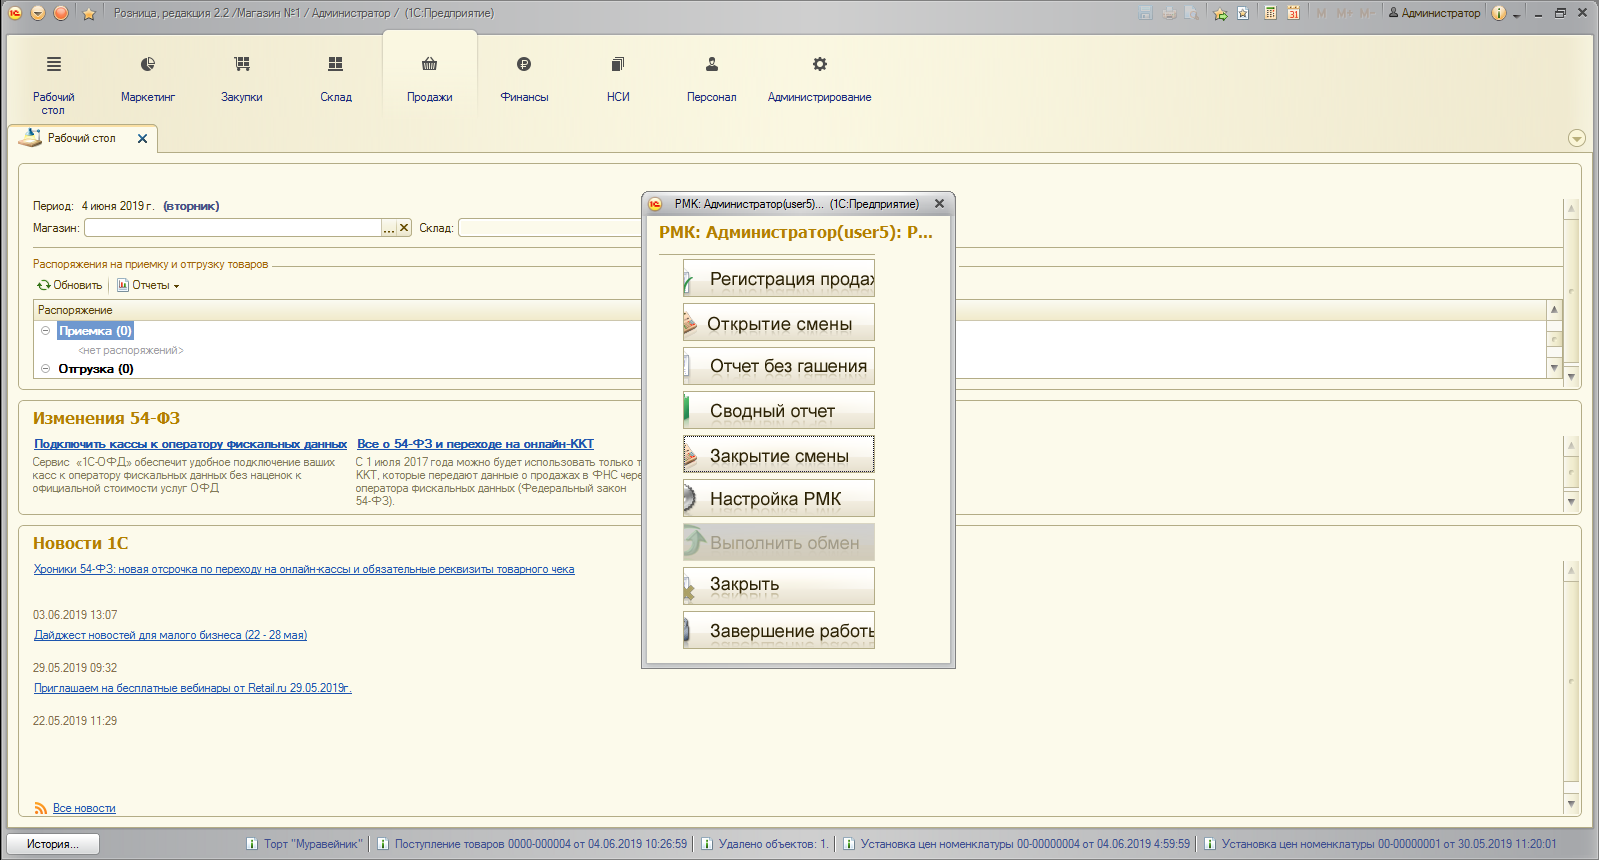 Розница, редакция 2.2 /Магазин №1 / Администратор / (1С:Предприятие)
M M+ M- Администратор
Рабочий стол
Маркетинг
Закупки
Склад
Продажи
Финансы
НСИ
Персонал
Администрирование
Рабочий стол
Период: 4 июня 2019 г. (вторник)
Магазин: ... Склад:
Распоряжения на приемку и отгрузку товаров
Обновить Отчеты
Распоряжение
Приемка (0)
<нет распоряжений>
Отгрузка (0)
Изменения 54-ФЗ
Подключить кассы к оператору фискальных данных
Сервис «1С-ОФД» обеспечит удобное подключение ваших
касс к оператору фискальных данных без наценок к
официальной стоимости услуг ОФД
Все о 54-ФЗ и переходе на онлайн-ККТ
С 1 июля 2017 года можно будет использовать только т
ККТ, которые передают данные о продажах в ФНС чере
оператора фискальных данных (Федеральный закон
54-ФЗ).
Новости 1С
Хроники 54-ФЗ: новая отсрочка по переходу на онлайн-кассы и обязательные реквизиты товарного чека
03.06.2019 13:07
Дайджест новостей для малого бизнеса (22 - 28 мая)
29.05.2019 09:32
Приглашаем на бесплатные вебинары от Retail.ru 29.05.2019г.
22.05.2019 11:29
Все новости
РМК: Администратор(user5)... (1С:Предприятие)
РМК: Администратор(user5): Р...
Регистрация продаж
Открытие смены
Отчет без гашения
Сводный отчет
Закрытие смены
Настройка РМК
Выполнить обмен
Закрыть
Завершение работы
История...
Торт "Муравейник"
Поступление товаров 0000-000004 от 04.06.2019 10:26:59
Удалено объектов: 1.
Установка цен номенклатуры 00-00000004 от 04.06.2019 4:59:59
Установка цен номенклатуры 00-00000001 от 30.05.2019 11:20:01